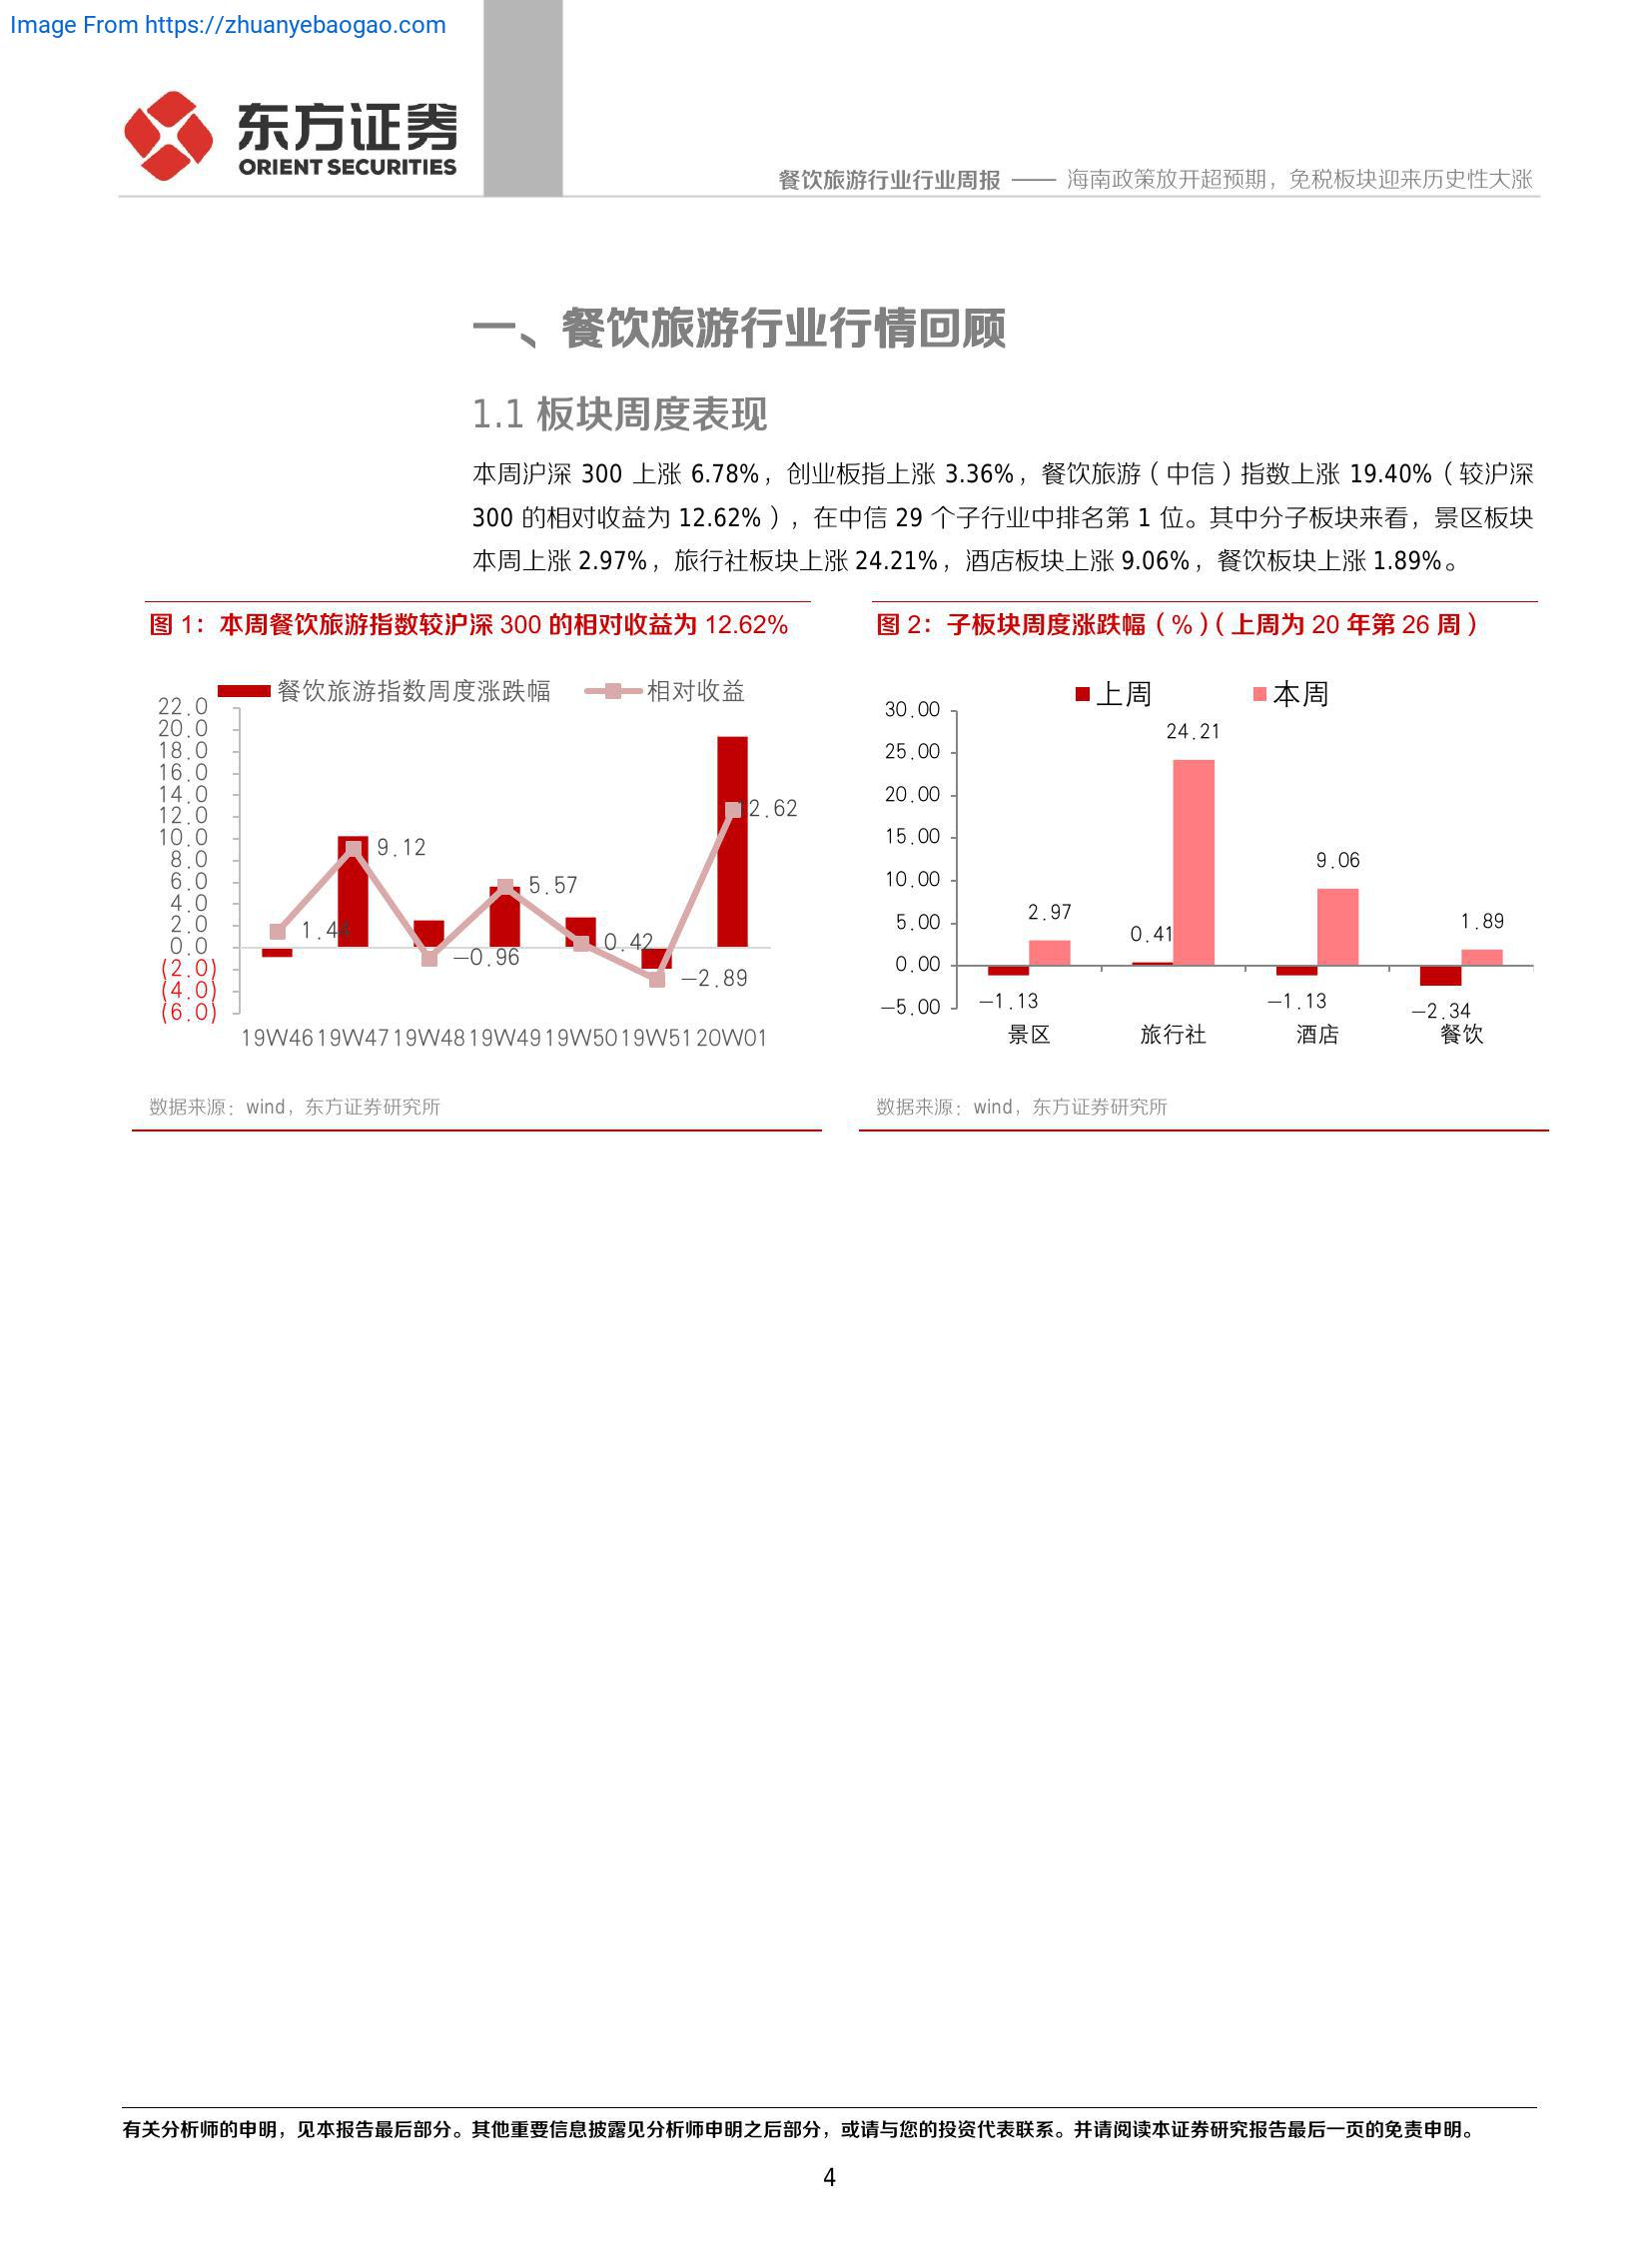 Image From https://zhuanyebaogao.com
东方证券
ORIENT SECURITIES
餐饮旅游行业行业周报 —— 海南政策放开超预期，免税板块迎来历史性大涨
一、餐饮旅游行业行情回顾
1.1 板块周度表现
本周沪深 300 上涨 6.78%，创业板指上涨 3.36%，餐饮旅游（中信）指数上涨 19.40%（较沪深
300 的相对收益为 12.62%），在中信 29 个子行业中排名第 1 位。其中分子板块来看，景区板块
本周上涨 2.97%，旅行社板块上涨 24.21%，酒店板块上涨 9.06%，餐饮板块上涨 1.89%。
图 1：本周餐饮旅游指数较沪深 300 的相对收益为 12.62%
餐饮旅游指数周度涨跌幅 相对收益
22.0
20.0
18.0
16.0
14.0
12.0
10.0
8.0
6.0
4.0
2.0
0.0
(2.0)
(4.0)
(6.0)
1.44
9.12
-0.96
5.57
0.42
-2.89
12.62
19W46 19W47 19W48 19W49 19W50 19W51 20W01
数据来源：wind，东方证券研究所
图 2：子板块周度涨跌幅（%）（上周为 20 年第 26 周）
上周 本周
30.00
25.00
20.00
15.00
10.00
5.00
0.00
-5.00
-1.13
2.97
0.41
24.21
-1.13
9.06
-2.34
1.89
景区 旅行社 酒店 餐饮
数据来源：wind，东方证券研究所
有关分析师的申明，见本报告最后部分。其他重要信息披露见分析师申明之后部分，或请与您的投资代表联系。并请阅读本证券研究报告最后一页的免责申明。
4